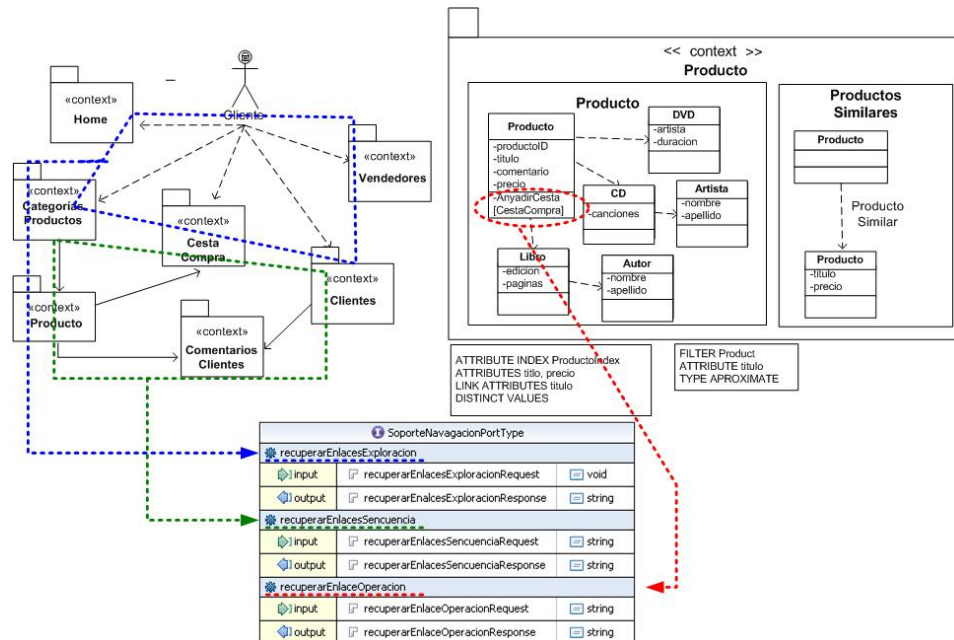 «context»
Home
Cliente
«context»
Vendedores
«context»
Categorías
Productos
«context»
Cesta
Compra
«context»
Clientes
«context»
Producto
«context»
Comentarios
Clientes
<< context >>
Producto
Producto
Producto
-productoID
-titulo
-comentario
-precio
-AnyadirCesta
[CestaCompra]
DVD
-artista
-duracion
CD
-canciones
Artista
-nombre
-apellido
Libro
-edicion
-paginas
Autor
-nombre
-apellido
Productos
Similares
Producto
Producto
Similar
Producto
-titulo
-precio
ATTRIBUTE INDEX ProductoIndex
ATTRIBUTES titlo, precio
LINK ATTRIBUTES titulo
DISTINCT VALUES
FILTER Product
ATTRIBUTE titulo
TYPE APROXIMATE
SoporteNavagacionPortType
recuperarEnlacesExploracion
input recuperarEnlacesExploracionRequest void
output recuperarEnalcesExploracionResponse string
recuperarEnlacesSencuencia
input recuperarEnlacesSencuenciaRequest string
output recuperarEnlacesSencuenciaResponse string
recuperarEnlaceOperacion
input recuperarEnlaceOperacionRequest string
output recuperarEnlaceOperacionResponse string